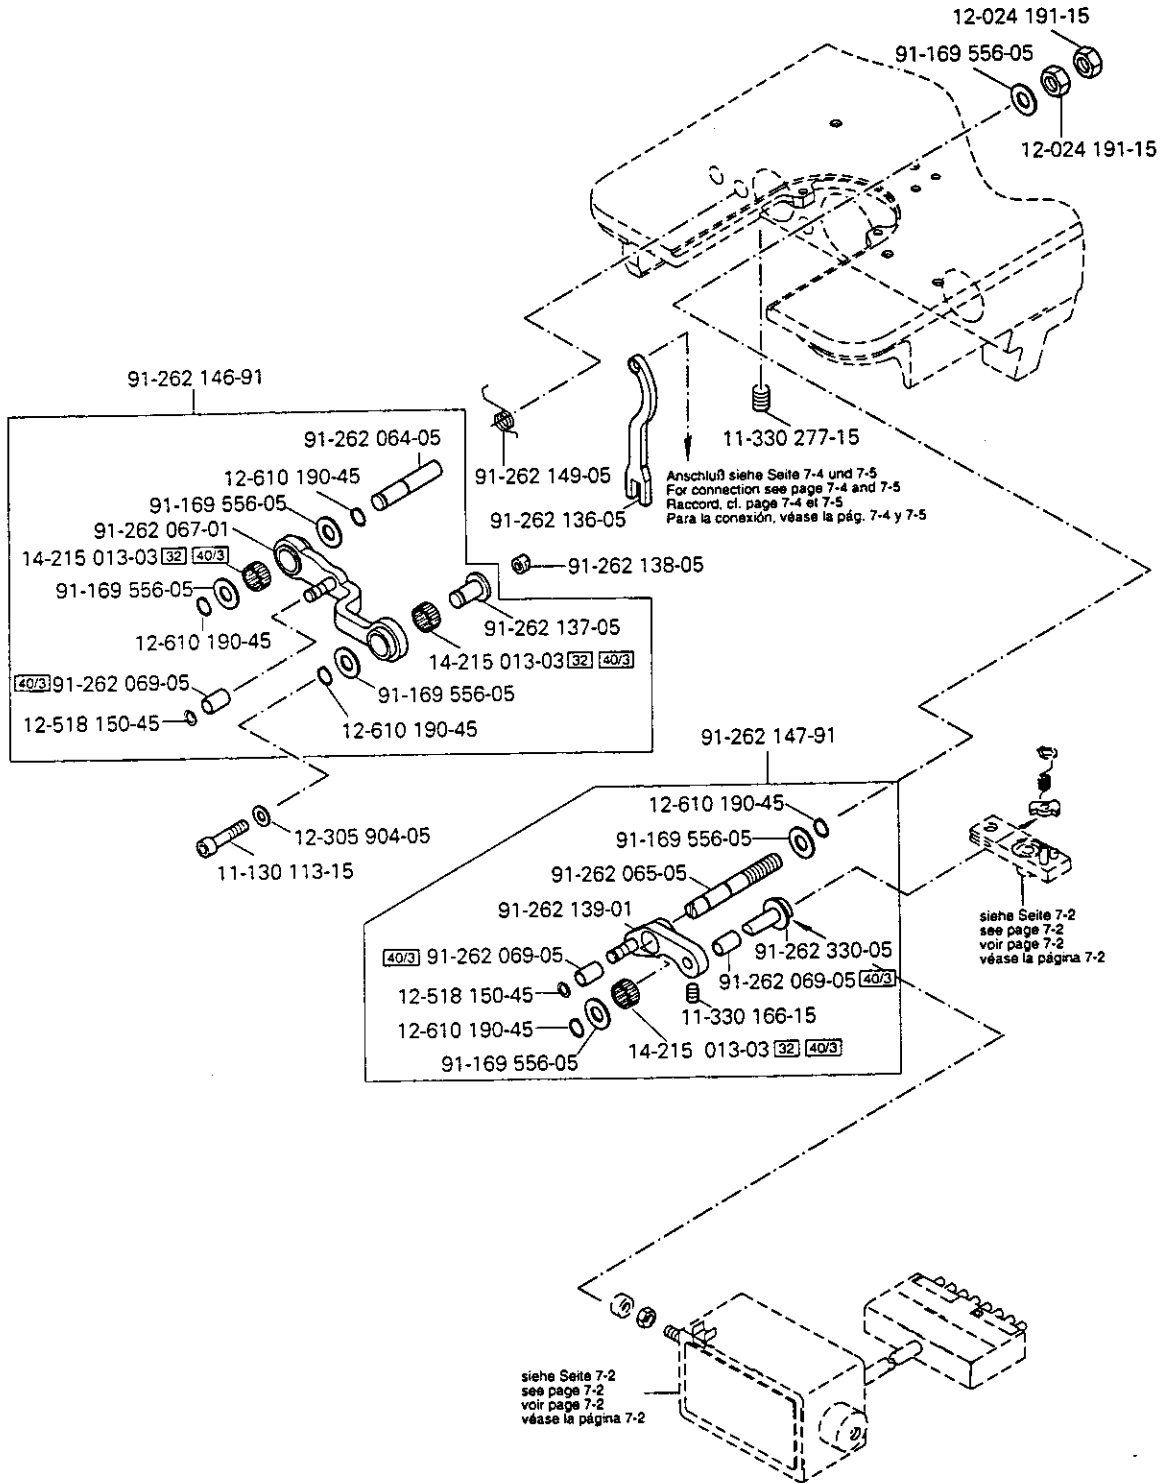 12-024 191-15
91-169 556-05
12-024 191-15
91-262 146-91
91-262 064-05
12-610 190-45
91-169 556-05
91-262 067-01
14-215 013-03 32 40/3
91-169 556-05
12-610 190-45
40/3 91-262 069-05
12-518 150-45
91-262 149-05
91-262 136-05
11-330 277-15
Anschluß siehe Seite 7-4 und 7-5
For connection see page 7-4 and 7-5
Raccord, cl. page 7-4 et 7-5
Para la conexión, véase la pág. 7-4 y 7-5
91-262 138-05
91-262 137-05
14-215 013-03 32 40/3
91-169 556-05
12-610 190-45
12-305 904-05
11-130 113-15
91-262 147-91
12-610 190-45
91-169 556-05
91-262 065-05
91-262 139-01
40/3 91-262 069-05
12-518 150-45
12-610 190-45
91-169 556-05
91-262 330-05
91-262 069-05 40/3
11-330 166-15
14-215 013-03 32 40/3
siehe Seite 7-2
see page 7-2
voir page 7-2
véase la página 7-2
siehe Seite 7-2
see page 7-2
voir page 7-2
véase la página 7-2